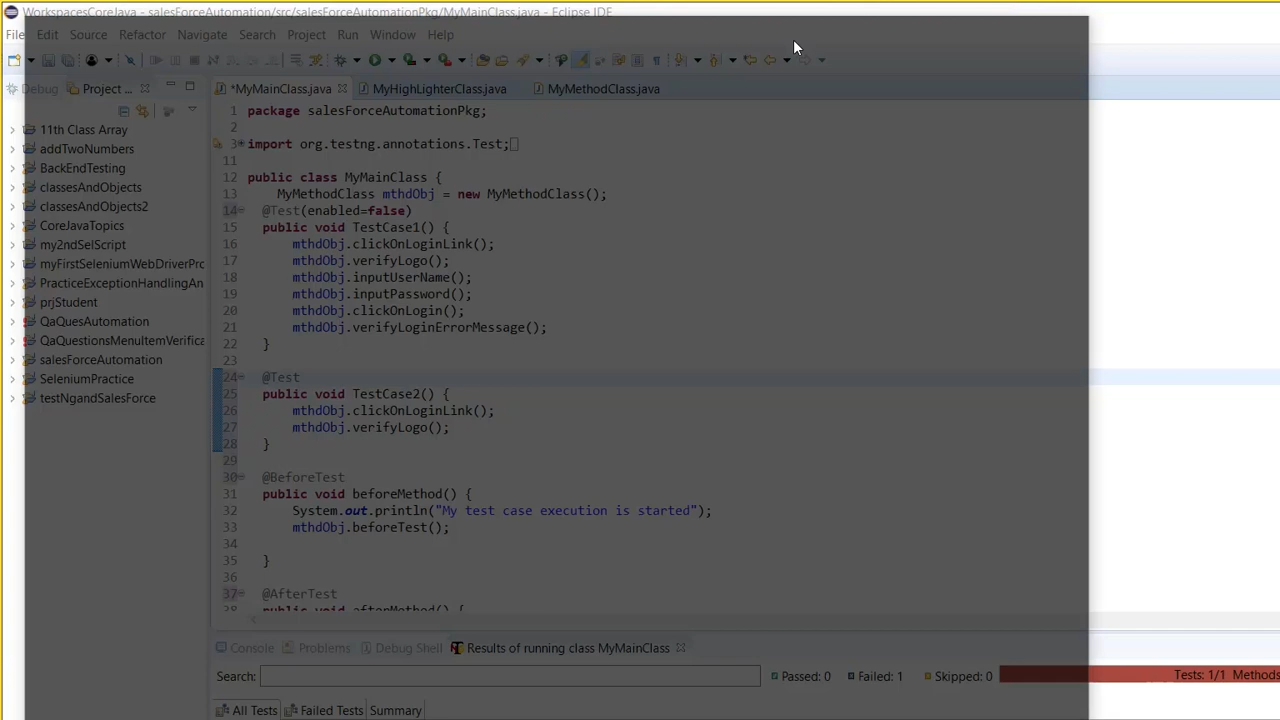 WorkspacesCoreJava - salesForceAutomation/src/salesForceAutomationPkg/MyMainClass.java - Eclipse IDE
File Edit Source Refactor Navigate Search Project Run Window Help
Debug Project ... *MyMainClass.java MyHighLighterClass.java MyMethodClass.java
11th Class Array
addTwoNumbers
BackEndTesting
classesAndObjects
classesAndObjects2
CoreJavaTopics
my2ndSelScript
myFirstSeleniumWebDriverPro
PracticeExceptionHandlingAn
prjStudent
QaQuesAutomation
QaQuestionsMenuItemVerifica
salesForceAutomation
SeleniumPractice
testNgandSalesForce
1 package salesForceAutomationPkg;
2
3 import org.testng.annotations.Test;
11
12 public class MyMainClass {
13 MyMethodClass mthdObj = new MyMethodClass();
14 @Test(enabled=false)
15 public void TestCase1() {
16 mthdObj.clickOnLoginLink();
17 mthdObj.verifyLogo();
18 mthdObj.inputUserName();
19 mthdObj.inputPassword();
20 mthdObj.clickOnLogin();
21 mthdObj.verifyLoginErrorMessage();
22 }
23
24 @Test
25 public void TestCase2() {
26 mthdObj.clickOnLoginLink();
27 mthdObj.verifyLogo();
28 }
29
30 @BeforeTest
31 public void beforeMethod() {
32 System.out.println("My test case execution is started");
33 mthdObj.beforeTest();
34
35 }
36
37 @AfterTest
38 public void afterMethod() {
Console Problems Debug Shell Results of running class MyMainClass
Search: Passed: 0 Failed: 1 Skipped: 0 Tests: 1/1 Methods
All Tests Failed Tests Summary